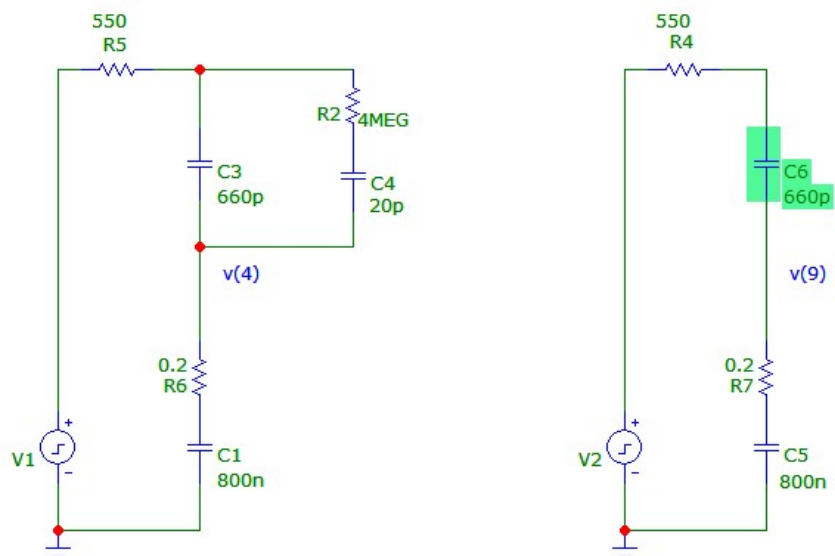 550
R5
R2 4MEG
C3
660p
C4
20p
v(4)
0.2
R6
+
V1
-
C1
800n
550
R4
C6
660p
v(9)
0.2
R7
+
V2
-
C5
800n